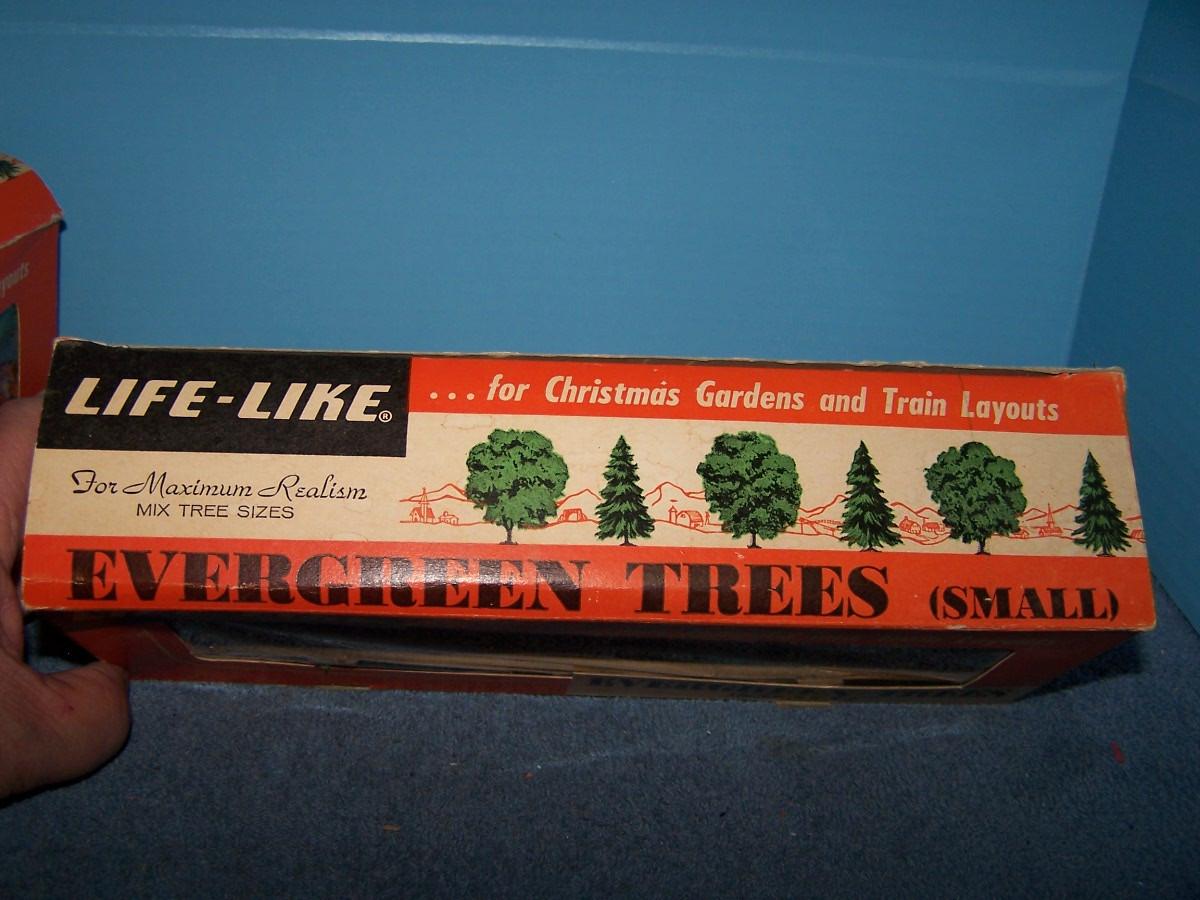 LIFE-LIKE®
... for Christmas Gardens and Train Layouts
For Maximum Realism
MIX TREE SIZES
EVERGREEN TREES (SMALL)